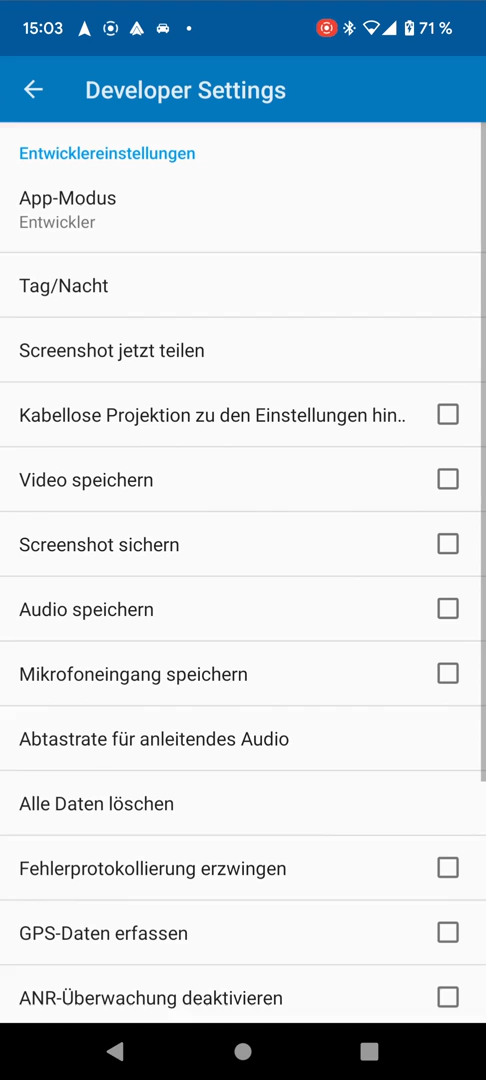 15:03
71 %
Developer Settings
Entwicklereinstellungen
App-Modus
Entwickler
Tag/Nacht
Screenshot jetzt teilen
Kabellose Projektion zu den Einstellungen hin..
Video speichern
Screenshot sichern
Audio speichern
Mikrofoneingang speichern
Abtastrate für anleitendes Audio
Alle Daten löschen
Fehlerprotokollierung erzwingen
GPS-Daten erfassen
ANR-Überwachung deaktivieren